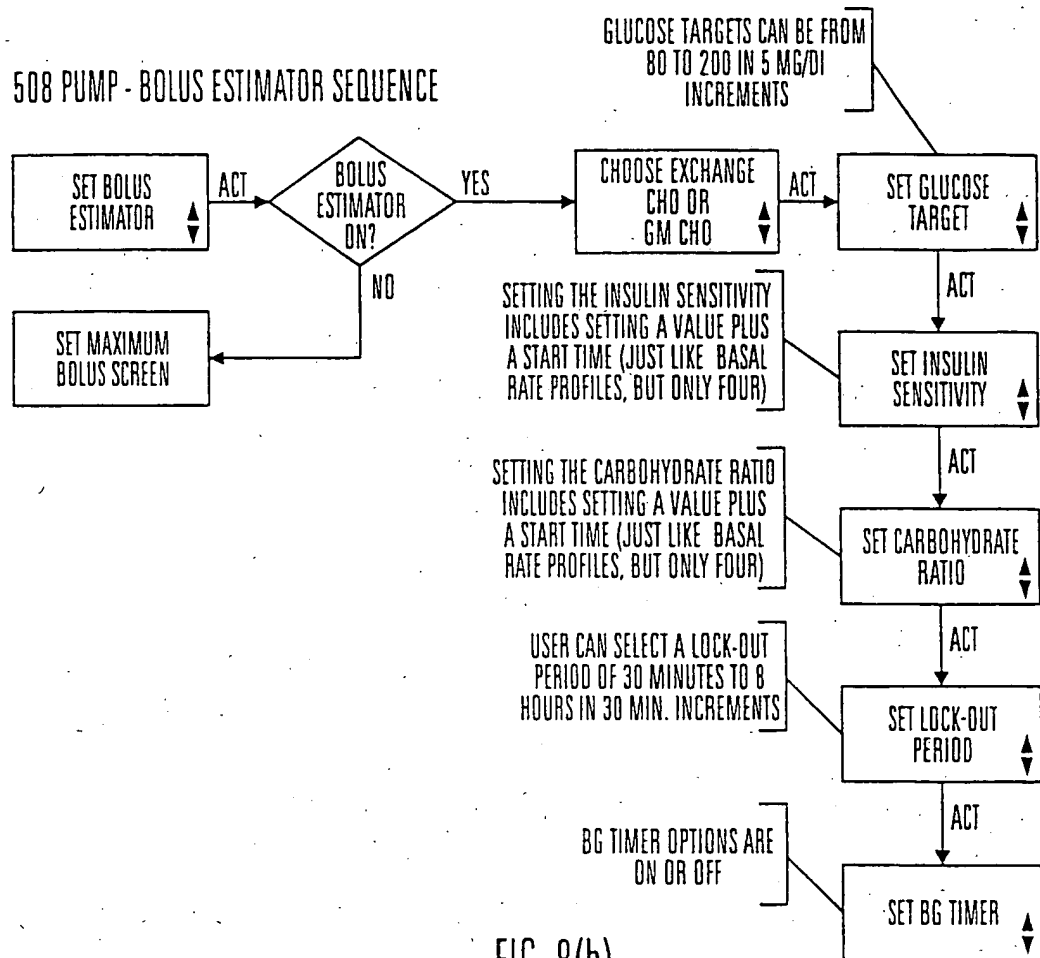 GLUCOSE TARGETS CAN BE FROM
80 TO 200 IN 5 MG/Dl
INCREMENTS
508 PUMP - BOLUS ESTIMATOR SEQUENCE
SET BOLUS
ESTIMATOR
ACT
BOLUS
ESTIMATOR
ON?
YES
CHOOSE EXCHANGE
CHO OR
GM CHO
ACT
SET GLUCOSE
TARGET
NO
ACT
SET MAXIMUM
BOLUS SCREEN
SETTING THE INSULIN SENSITIVITY
INCLUDES SETTING A VALUE PLUS
A START TIME (JUST LIKE BASAL
RATE PROFILES, BUT ONLY FOUR)
SET INSULIN
SENSITIVITY
ACT
SETTING THE CARBOHYDRATE RATIO
INCLUDES SETTING A VALUE PLUS
A START TIME (JUST LIKE BASAL
RATE PROFILES, BUT ONLY FOUR)
SET CARBOHYDRATE
RATIO
ACT
USER CAN SELECT A LOCK-OUT
PERIOD OF 30 MINUTES TO 8
HOURS IN 30 MIN. INCREMENTS
SET LOCK-OUT
PERIOD
ACT
BG TIMER OPTIONS ARE
ON OR OFF
SET BG TIMER
FIG. 8(b)